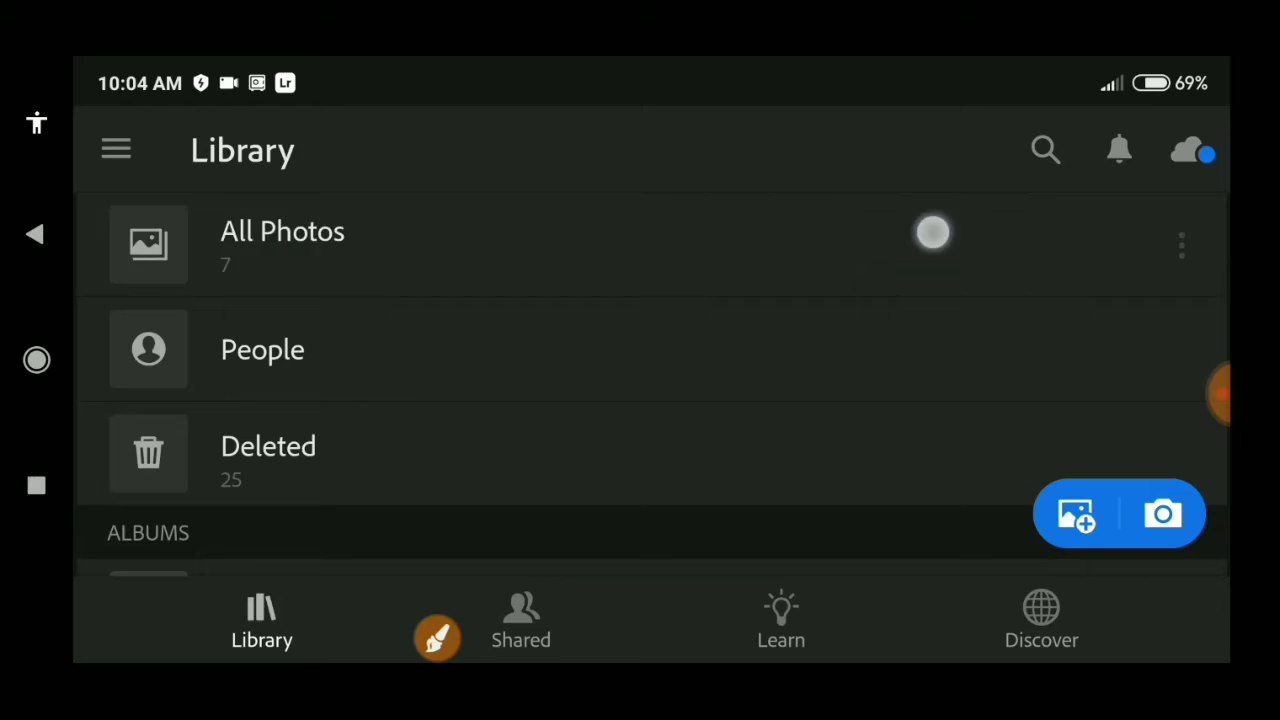 10:04 AM Lr 69%
Library
All Photos
7
People
Deleted
25
ALBUMS
Library Shared Learn Discover